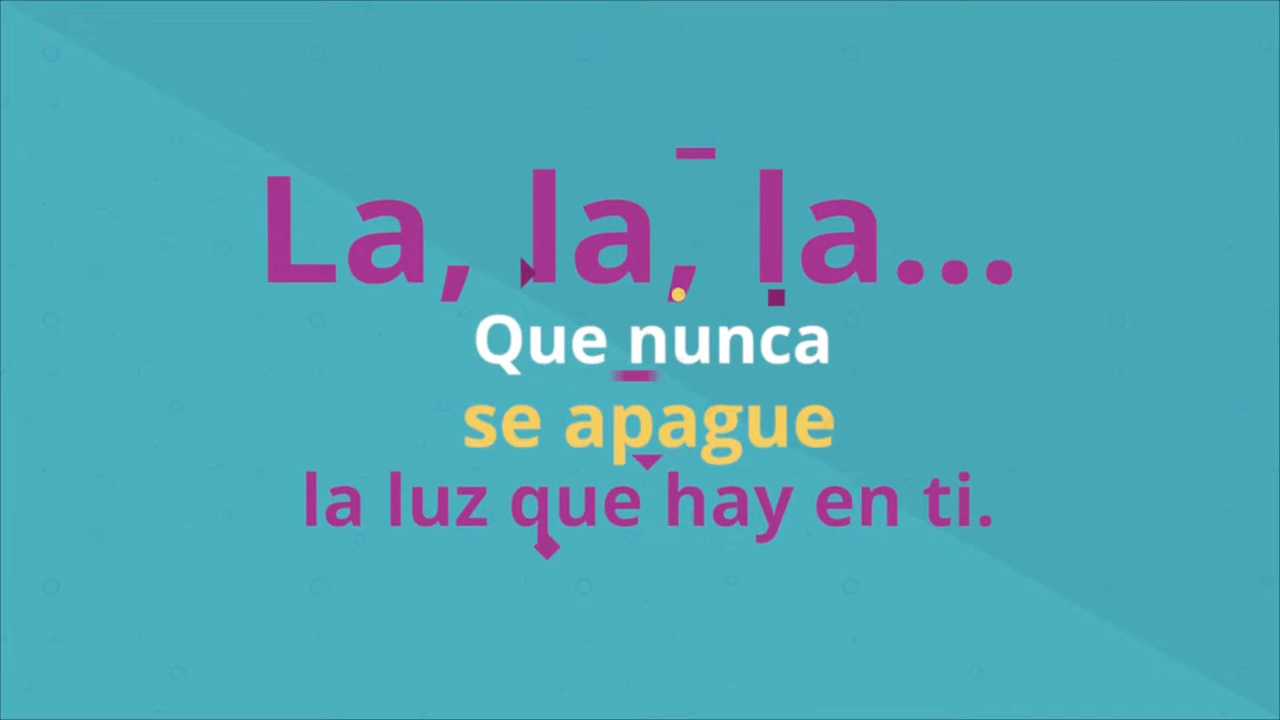 La, la, la...
Que nunca
se apague
la luz que hay en ti.